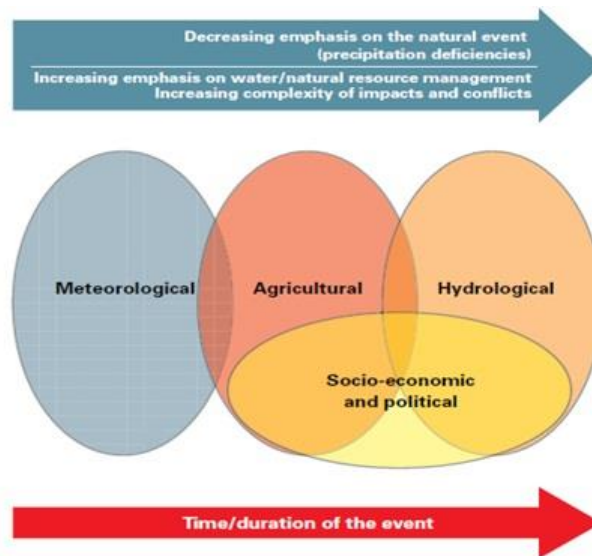 Decreasing emphasis on the natural event
(precipitation deficiencies)
Increasing emphasis on water/natural resource management
Increasing complexity of impacts and conflicts
Meteorological
Agricultural
Hydrological
Socio-economic
and political
Time/duration of the event